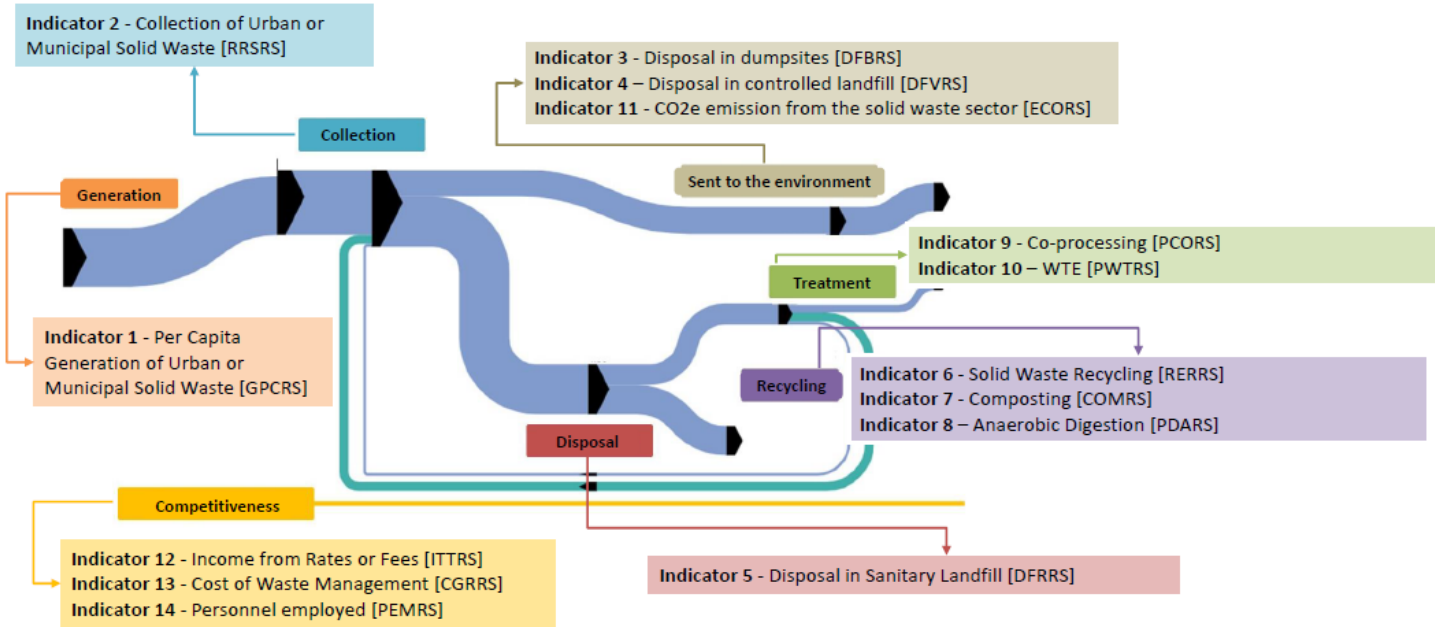 Indicator 2 - Collection of Urban or
Municipal Solid Waste [RRSRS]
Indicator 3 - Disposal in dumpsites [DFBRS]
Indicator 4 – Disposal in controlled landfill [DFVRS]
Indicator 11 - CO2e emission from the solid waste sector [ECORS]
Collection
Generation
Sent to the environment
Indicator 9 - Co-processing [PCORS]
Indicator 10 – WTE [PWTRS]
Treatment
Indicator 1 - Per Capita
Generation of Urban or
Municipal Solid Waste [GPCRS]
Recycling
Indicator 6 - Solid Waste Recycling [RERRS]
Indicator 7 - Composting [COMRS]
Indicator 8 – Anaerobic Digestion [PDARS]
Disposal
Competitiveness
Indicator 12 - Income from Rates or Fees [ITTRS]
Indicator 13 - Cost of Waste Management [CGRRS]
Indicator 14 - Personnel employed [PEMRS]
Indicator 5 - Disposal in Sanitary Landfill [DFRRS]